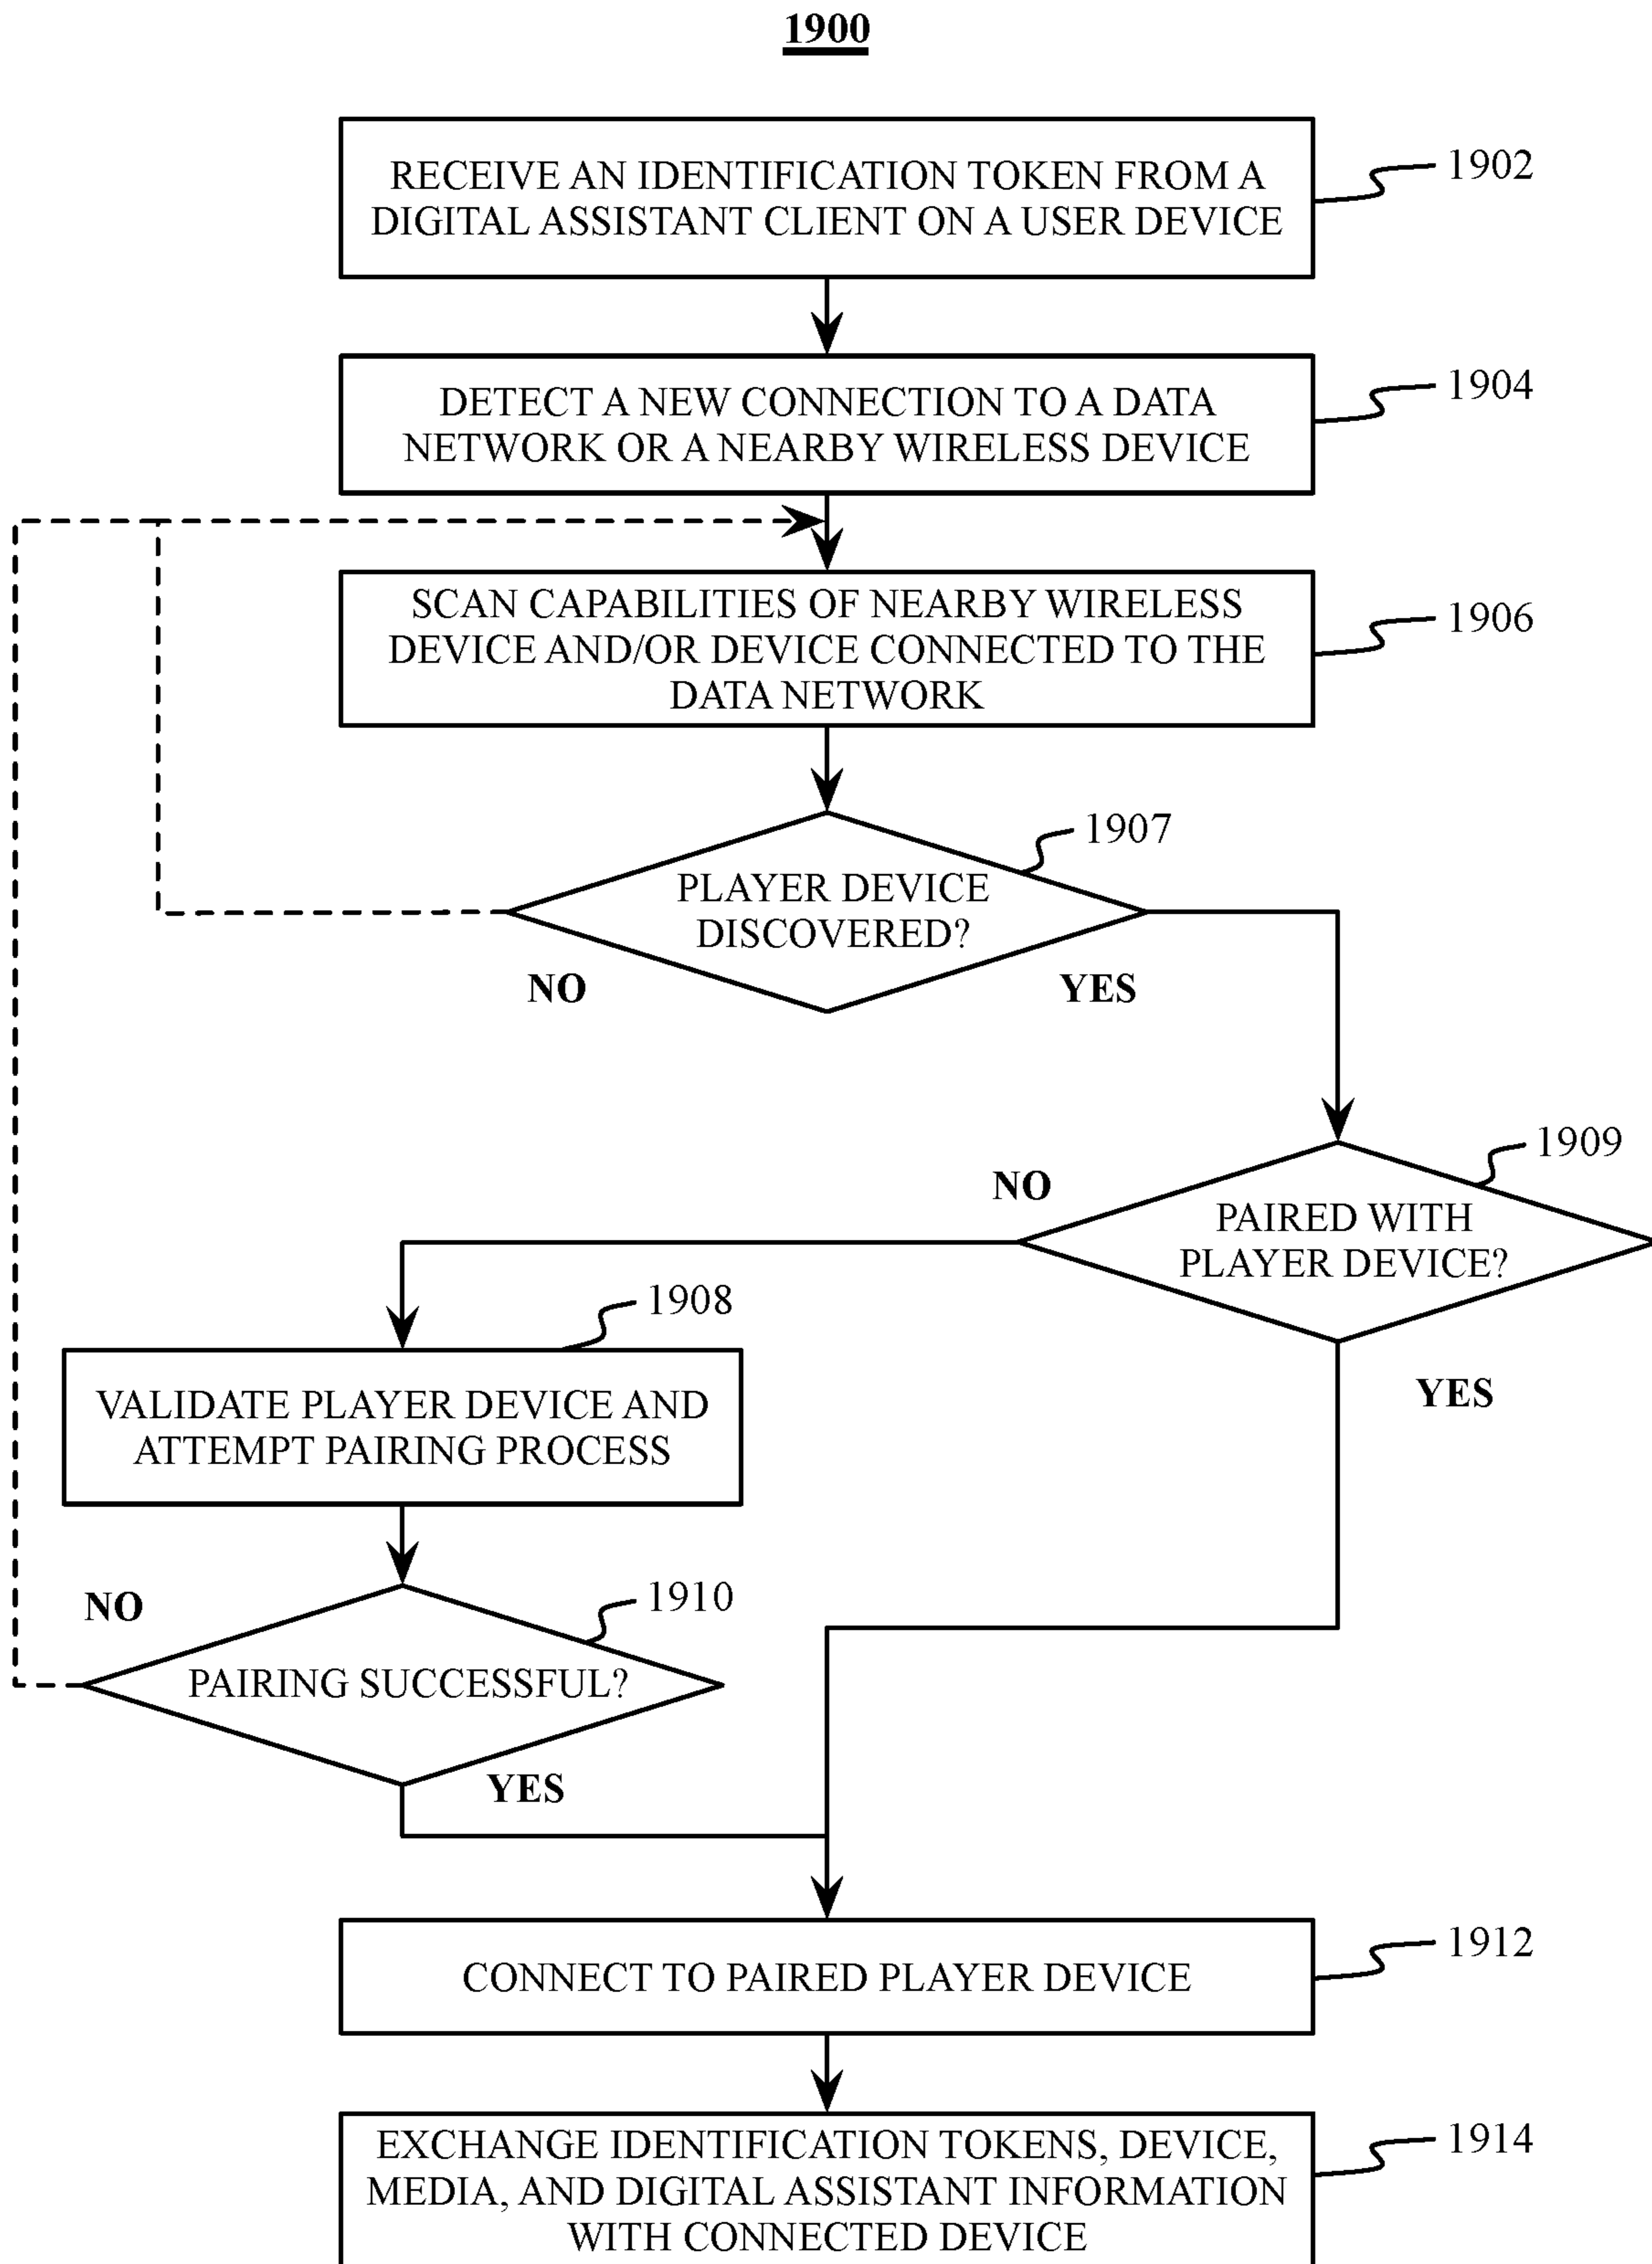 1900
RECEIVE AN IDENTIFICATION TOKEN FROM A
DIGITAL ASSISTANT CLIENT ON A USER DEVICE
1902
DETECT A NEW CONNECTION TO A DATA
NETWORK OR A NEARBY WIRELESS DEVICE
1904
SCAN CAPABILITIES OF NEARBY WIRELESS
DEVICE AND/OR DEVICE CONNECTED TO THE
DATA NETWORK
1906
1907
PLAYER DEVICE
DISCOVERED?
NO
YES
1909
NO
PAIRED WITH
PLAYER DEVICE?
YES
1908
VALIDATE PLAYER DEVICE AND
ATTEMPT PAIRING PROCESS
1910
NO
PAIRING SUCCESSFUL?
YES
CONNECT TO PAIRED PLAYER DEVICE
1912
EXCHANGE IDENTIFICATION TOKENS, DEVICE,
MEDIA, AND DIGITAL ASSISTANT INFORMATION
WITH CONNECTED DEVICE
1914